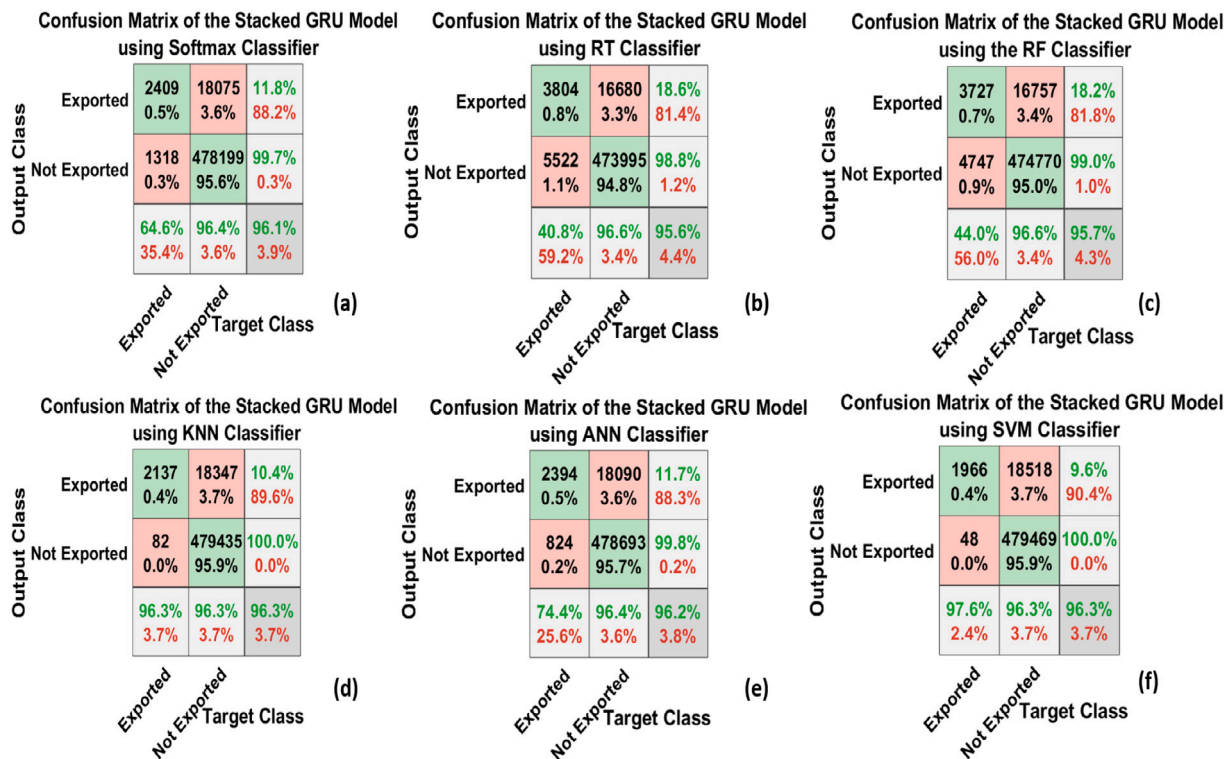 Confusion Matrix of the Stacked GRU Model
using Softmax Classifier
Output Class
Exported
2409 18075 11.8%
0.5% 3.6% 88.2%
Not Exported
1318 478199 99.7%
0.3% 95.6% 0.3%
64.6% 96.4% 96.1%
35.4% 3.6% 3.9%
Exported
Not Exported
Target Class
(a)
Confusion Matrix of the Stacked GRU Model
using RT Classifier
Output Class
Exported
3804 16680 18.6%
0.8% 3.3% 81.4%
Not Exported
5522 473995 98.8%
1.1% 94.8% 1.2%
40.8% 96.6% 95.6%
59.2% 3.4% 4.4%
Exported
Not Exported
Target Class
(b)
Confusion Matrix of the Stacked GRU Model
using the RF Classifier
Output Class
Exported
3727 16757 18.2%
0.7% 3.4% 81.8%
Not Exported
4747 474770 99.0%
0.9% 95.0% 1.0%
44.0% 96.6% 95.7%
56.0% 3.4% 4.3%
Exported
Not Exported
Target Class
(c)
Confusion Matrix of the Stacked GRU Model
using KNN Classifier
Output Class
Exported
2137 18347 10.4%
0.4% 3.7% 89.6%
Not Exported
82 479435 100.0%
0.0% 95.9% 0.0%
96.3% 96.3% 96.3%
3.7% 3.7% 3.7%
Exported
Not Exported
Target Class
(d)
Confusion Matrix of the Stacked GRU Model
using ANN Classifier
Output Class
Exported
2394 18090 11.7%
0.5% 3.6% 88.3%
Not Exported
824 478693 99.8%
0.2% 95.7% 0.2%
74.4% 96.4% 96.2%
25.6% 3.6% 3.8%
Exported
Not Exported
Target Class
(e)
Confusion Matrix of the Stacked GRU Model
using SVM Classifier
Output Class
Exported
1966 18518 9.6%
0.4% 3.7% 90.4%
Not Exported
48 479469 100.0%
0.0% 95.9% 0.0%
97.6% 96.3% 96.3%
2.4% 3.7% 3.7%
Exported
Not Exported
Target Class
(f)